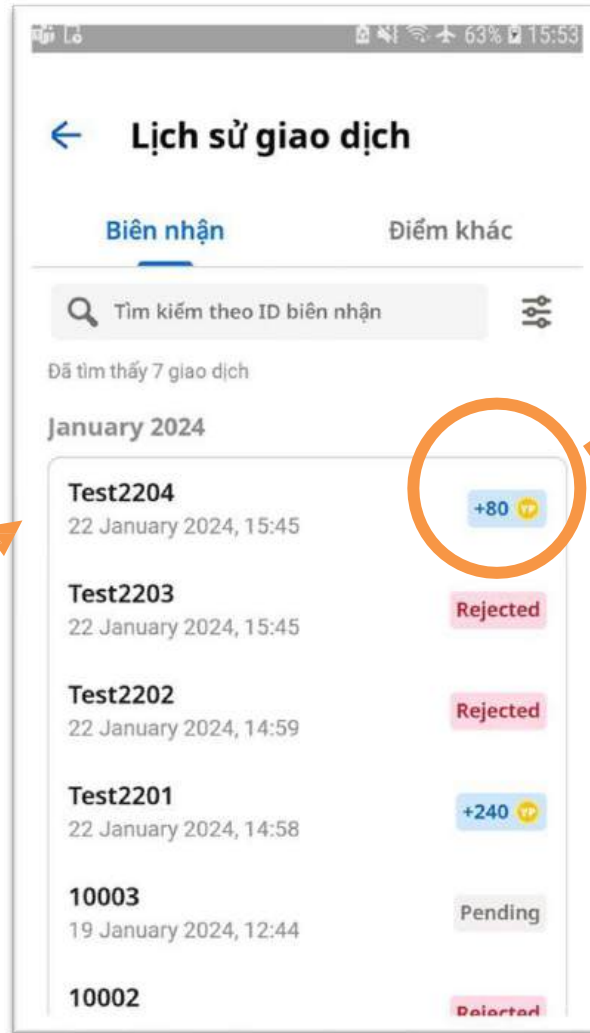 63% 15:53
Lịch sử giao dịch
Biên nhận Điểm khác
Tìm kiếm theo ID biên nhận
Đã tìm thấy 7 giao dịch
January 2024
Test2204 +80 YP
22 January 2024, 15:45
Test2203 Rejected
22 January 2024, 15:45
Test2202 Rejected
22 January 2024, 14:59
Test2201 +240 YP
22 January 2024, 14:58
10003 Pending
19 January 2024, 12:44
10002 Rejected